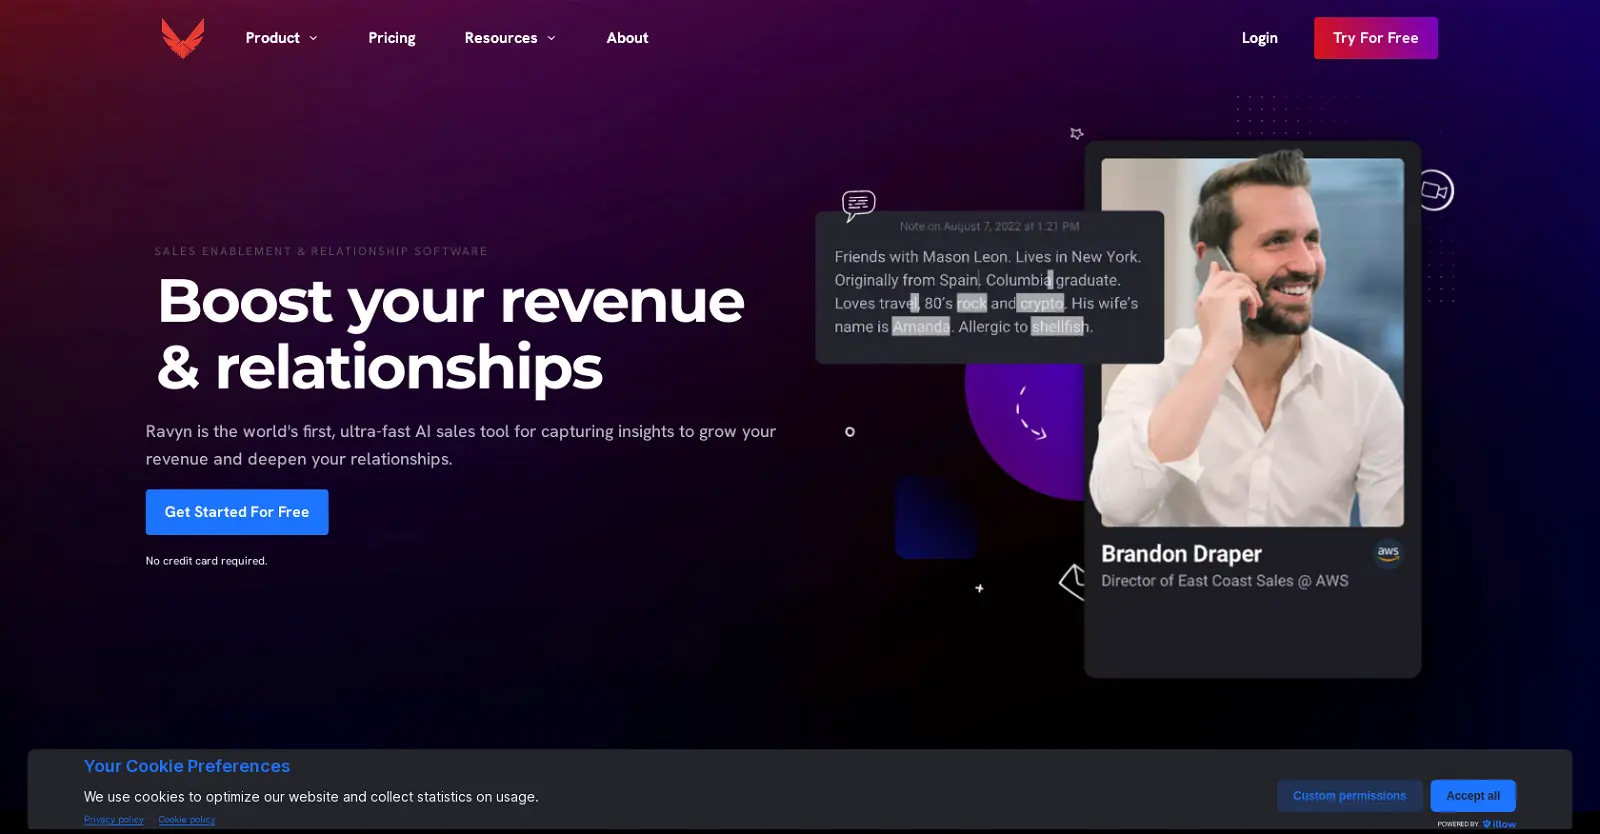 Product
Pricing
Resources
About
Login
Try For Free
SALES ENABLEMENT & RELATIONSHIP SOFTWARE
Boost your revenue
& relationships
Ravyn is the world's first, ultra-fast AI sales tool for capturing insights to grow your
revenue and deepen your relationships.
Get Started For Free
No credit card required.
Note on August 7, 2022 at 1:21 PM
Friends with Mason Leon. Lives in New York.
Originally from Spain. Columbia graduate.
Loves travel, 80's rock and crypto. His wife's
name is Amanda. Allergic to shellfish.
Brandon Draper
aws
Director of East Coast Sales @ AWS
Your Cookie Preferences
We use cookies to optimize our website and collect statistics on usage.
Privacy policy
Cookie policy
Custom permissions
Accept all
POWERED BY illow